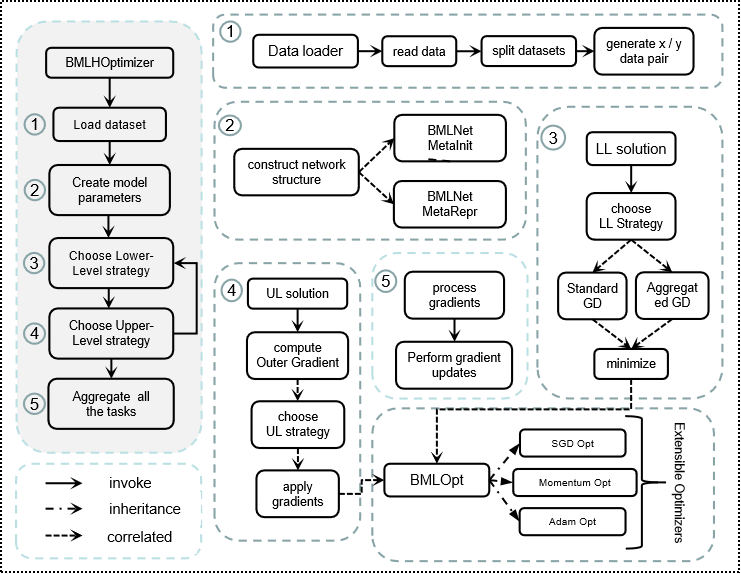 BMLHOptimizer
1
Load dataset
2
Create model
parameters
3
Choose Lower-
Level strategy
4
Choose Upper-
Level strategy
5
Aggregate all
the tasks
invoke
inheritance
correlated
1
Data loader
read data
split datasets
generate x / y
data pair
2
construct network
structure
BMLNet
MetaInit
BMLNet
MetaRepr
3
LL solution
choose
LL Strategy
Standard
GD
Aggregat
ed GD
minimize
4
UL solution
compute
Outer Gradient
choose
UL strategy
apply
gradients
5
process
gradients
Perform gradient
updates
BMLOpt
SGD Opt
Momentum Opt
Adam Opt
Extensible Optimizers